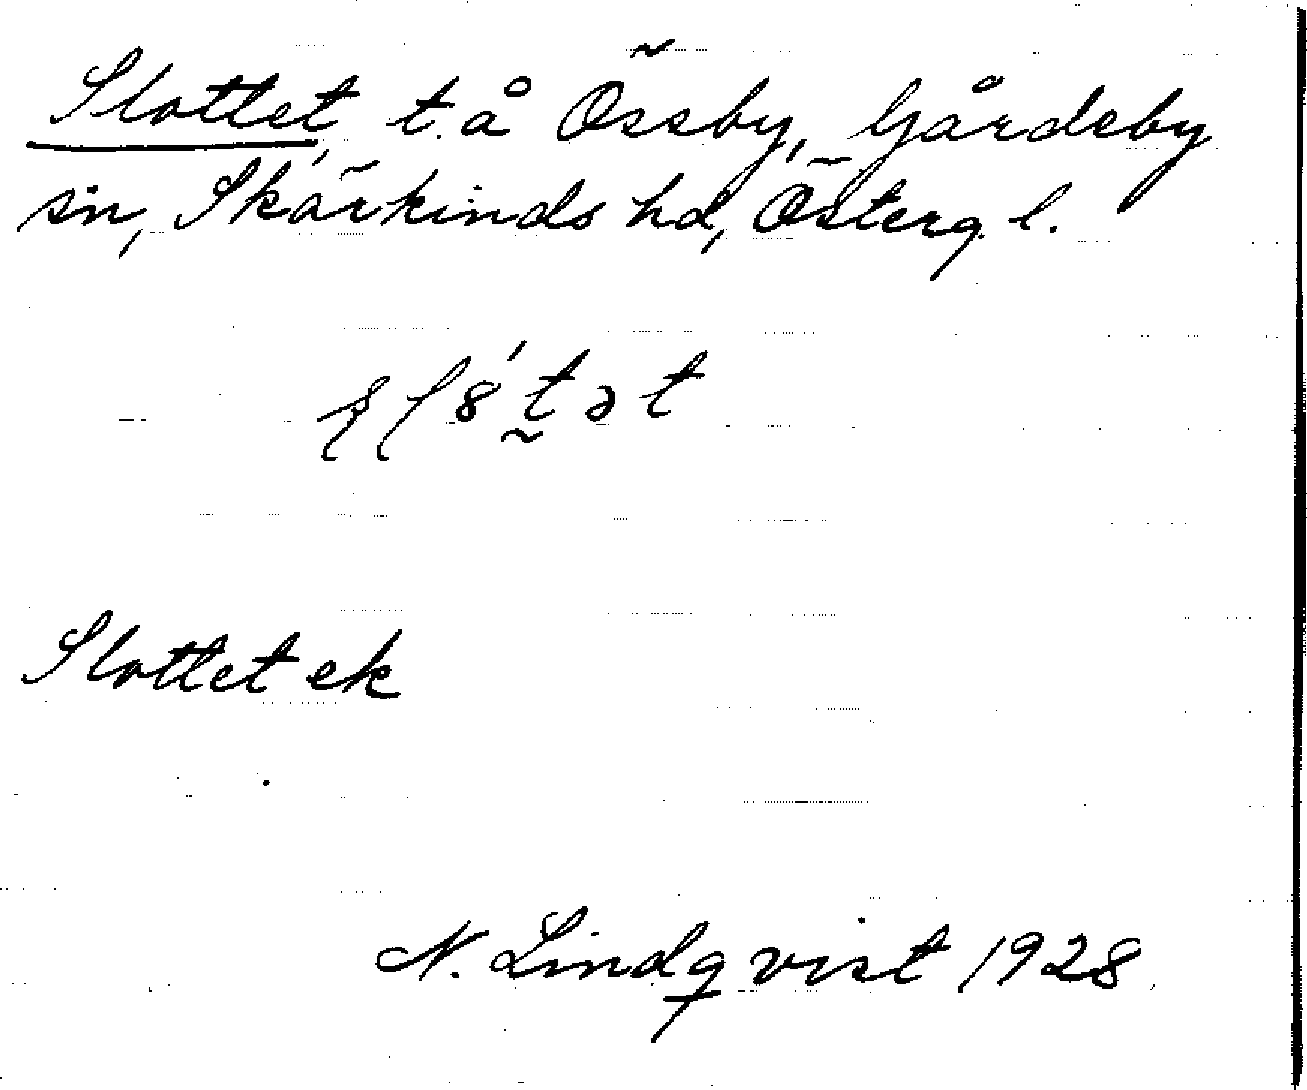 Slottet, t. å Össby, Gårdeby
sn, Skärkinds hd, Österg. l.
Slottet ek
N. Lindqvist 1928